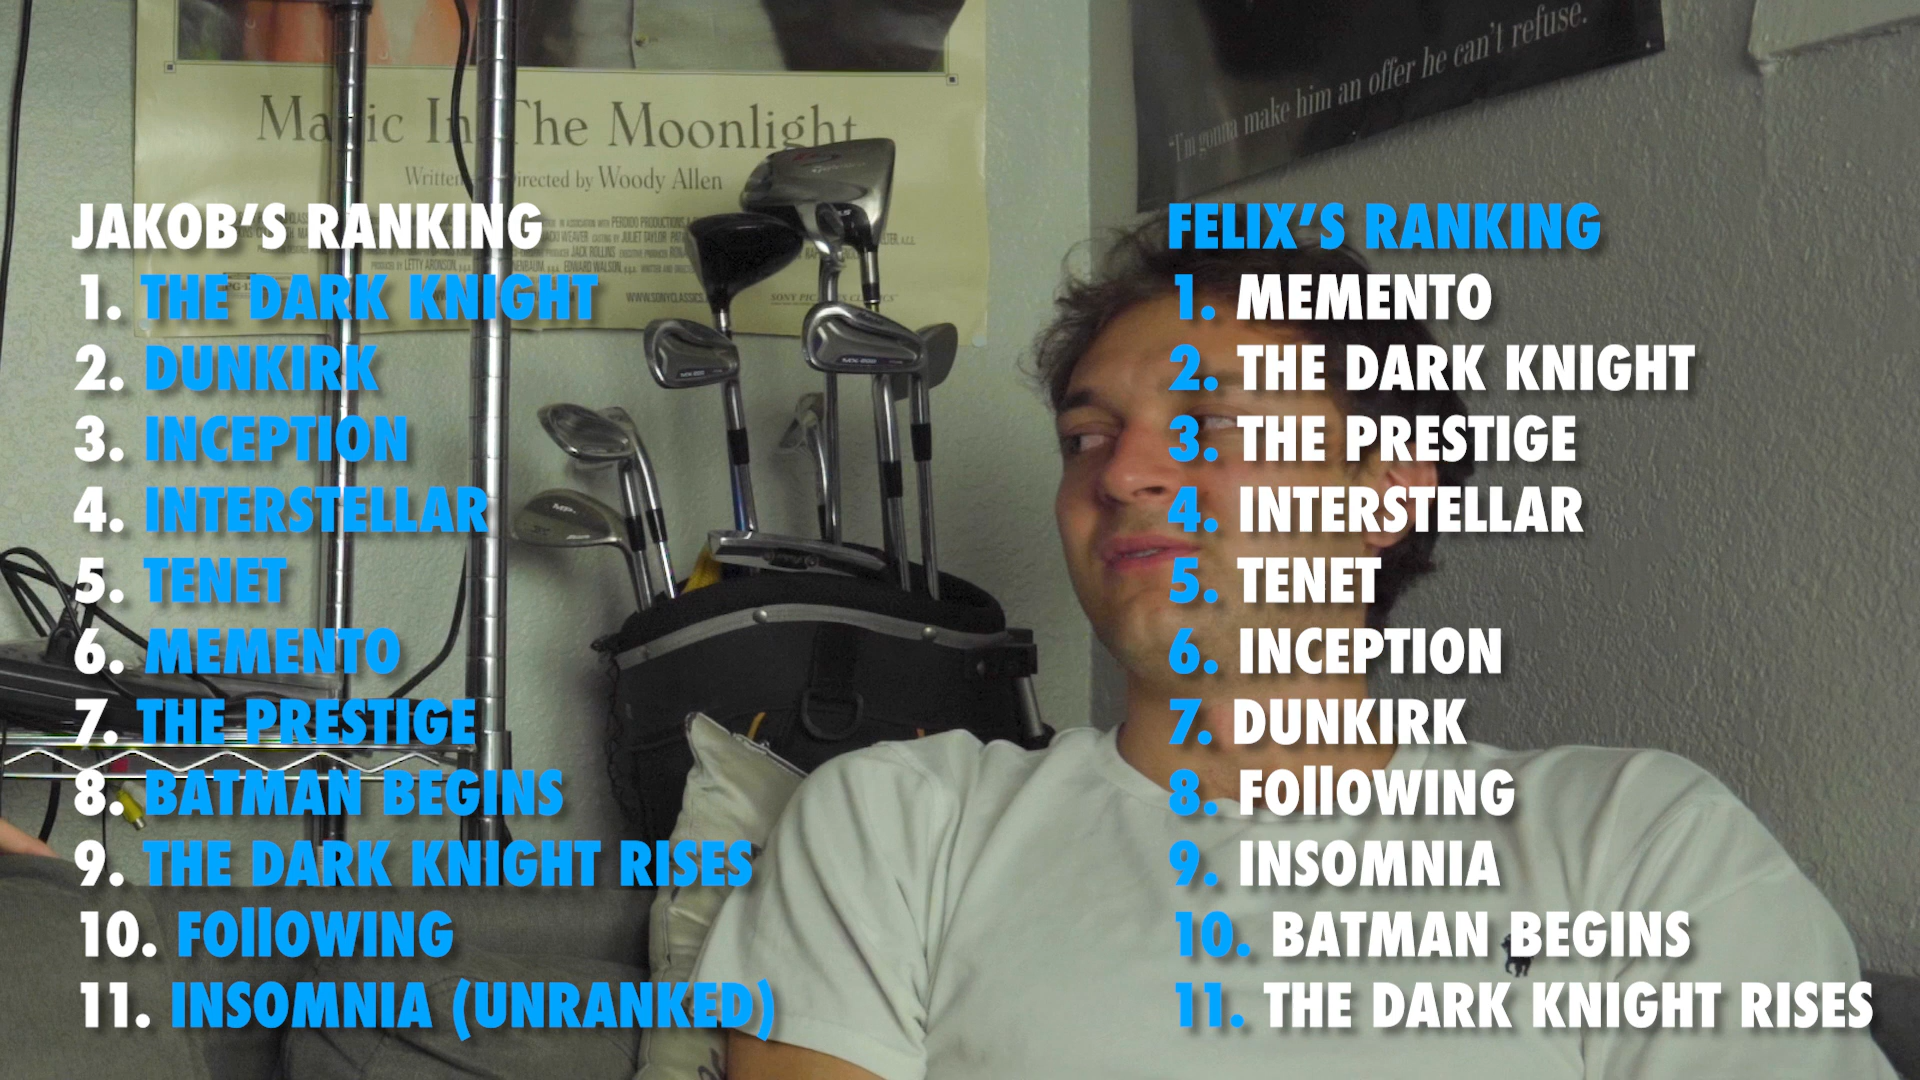 Magic In The Moonlight
Written Directed by Woody Allen
"I'm gonna make him an offer he can't refuse.
JAKOB'S RANKING
1. THE DARK KNIGHT
2. DUNKIRK
3. INCEPTION
4. INTERSTELLAR
5. TENET
6. MEMENTO
7. THE PRESTIGE
8. BATMAN BEGINS
9. THE DARK KNIGHT RISES
10. FOllOWING
11. INSOMNIA (UNRANKED)
FELIX'S RANKING
1. MEMENTO
2. THE DARK KNIGHT
3. THE PRESTIGE
4. INTERSTELLAR
5. TENET
6. INCEPTION
7. DUNKIRK
8. FOllOWING
9. INSOMNIA
10. BATMAN BEGINS
11. THE DARK KNIGHT RISES